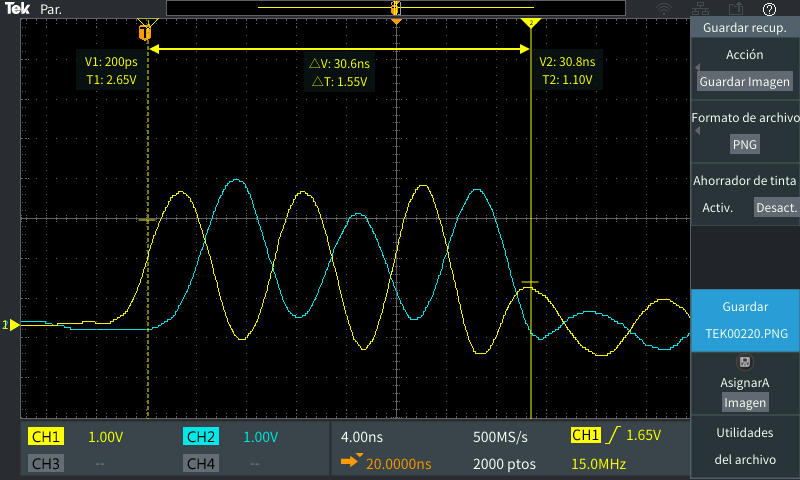 Tek Par.
T
2
?
Guardar recup.
Acción
Guardar Imagen
Formato de archivo
PNG
Ahorrador de tinta
Activ. Desact.
Guardar
TEK00220.PNG
AsignarA
Imagen
Utilidades
del archivo
V1: 200ps
T1: 2.65V
△V: 30.6ns
△T: 1.55V
V2: 30.8ns
T2: 1.10V
CH1 1.00V CH2 1.00V 4.00ns 500MS/s CH1 1.65V
CH3 -- CH4 -- 20.0000ns 2000 ptos 15.0MHz